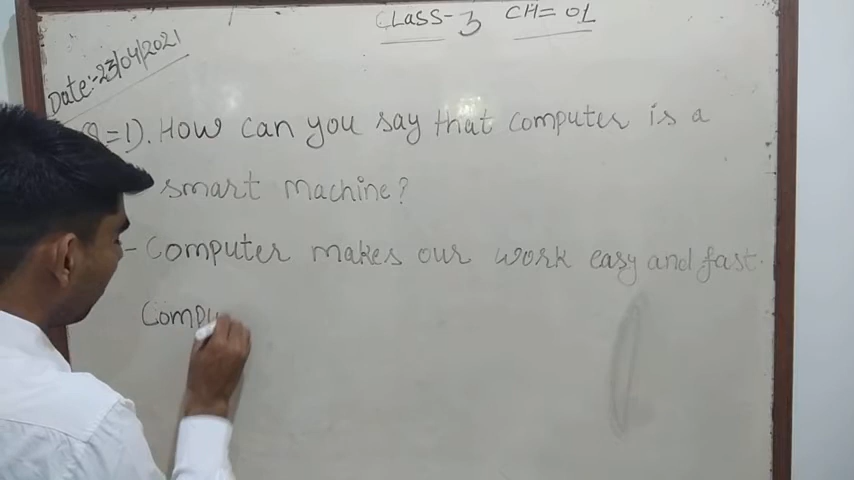 CLASS-3 CH=01
Date:-23/04/2021
Q=1). How can you say that computer is a
smart machine?
- Computer makes our work easy and fast.
Compu